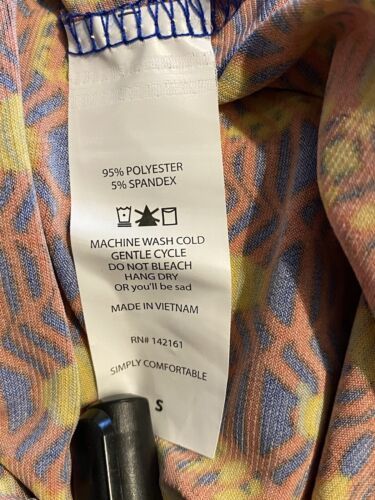 95% POLYESTER
5% SPANDEX
MACHINE WASH COLD
GENTLE CYCLE
DO NOT BLEACH
HANG DRY
OR you'll be sad
MADE IN VIETNAM
RN# 142161
SIMPLY COMFORTABLE
S